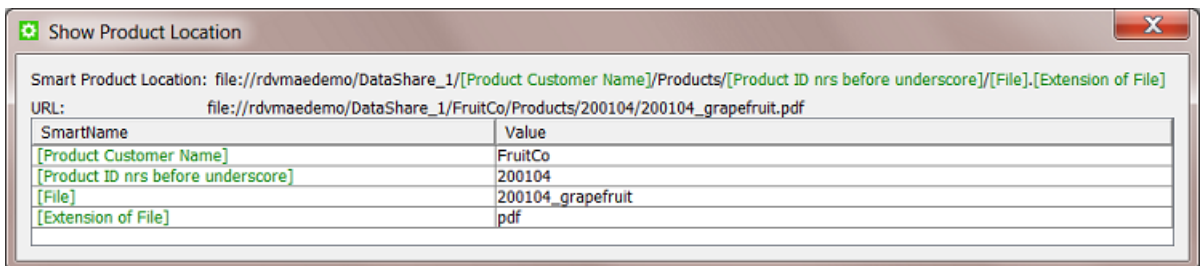 Show Product Location
X
Smart Product Location: file://rdvmaedemo/DataShare_1/[Product Customer Name]/Products/[Product ID nrs before underscore]/[File].[Extension of File]
URL: file://rdvmaedemo/DataShare_1/FruitCo/Products/200104/200104_grapefruit.pdf
SmartName Value
[Product Customer Name] FruitCo
[Product ID nrs before underscore] 200104
[File] 200104_grapefruit
[Extension of File] pdf